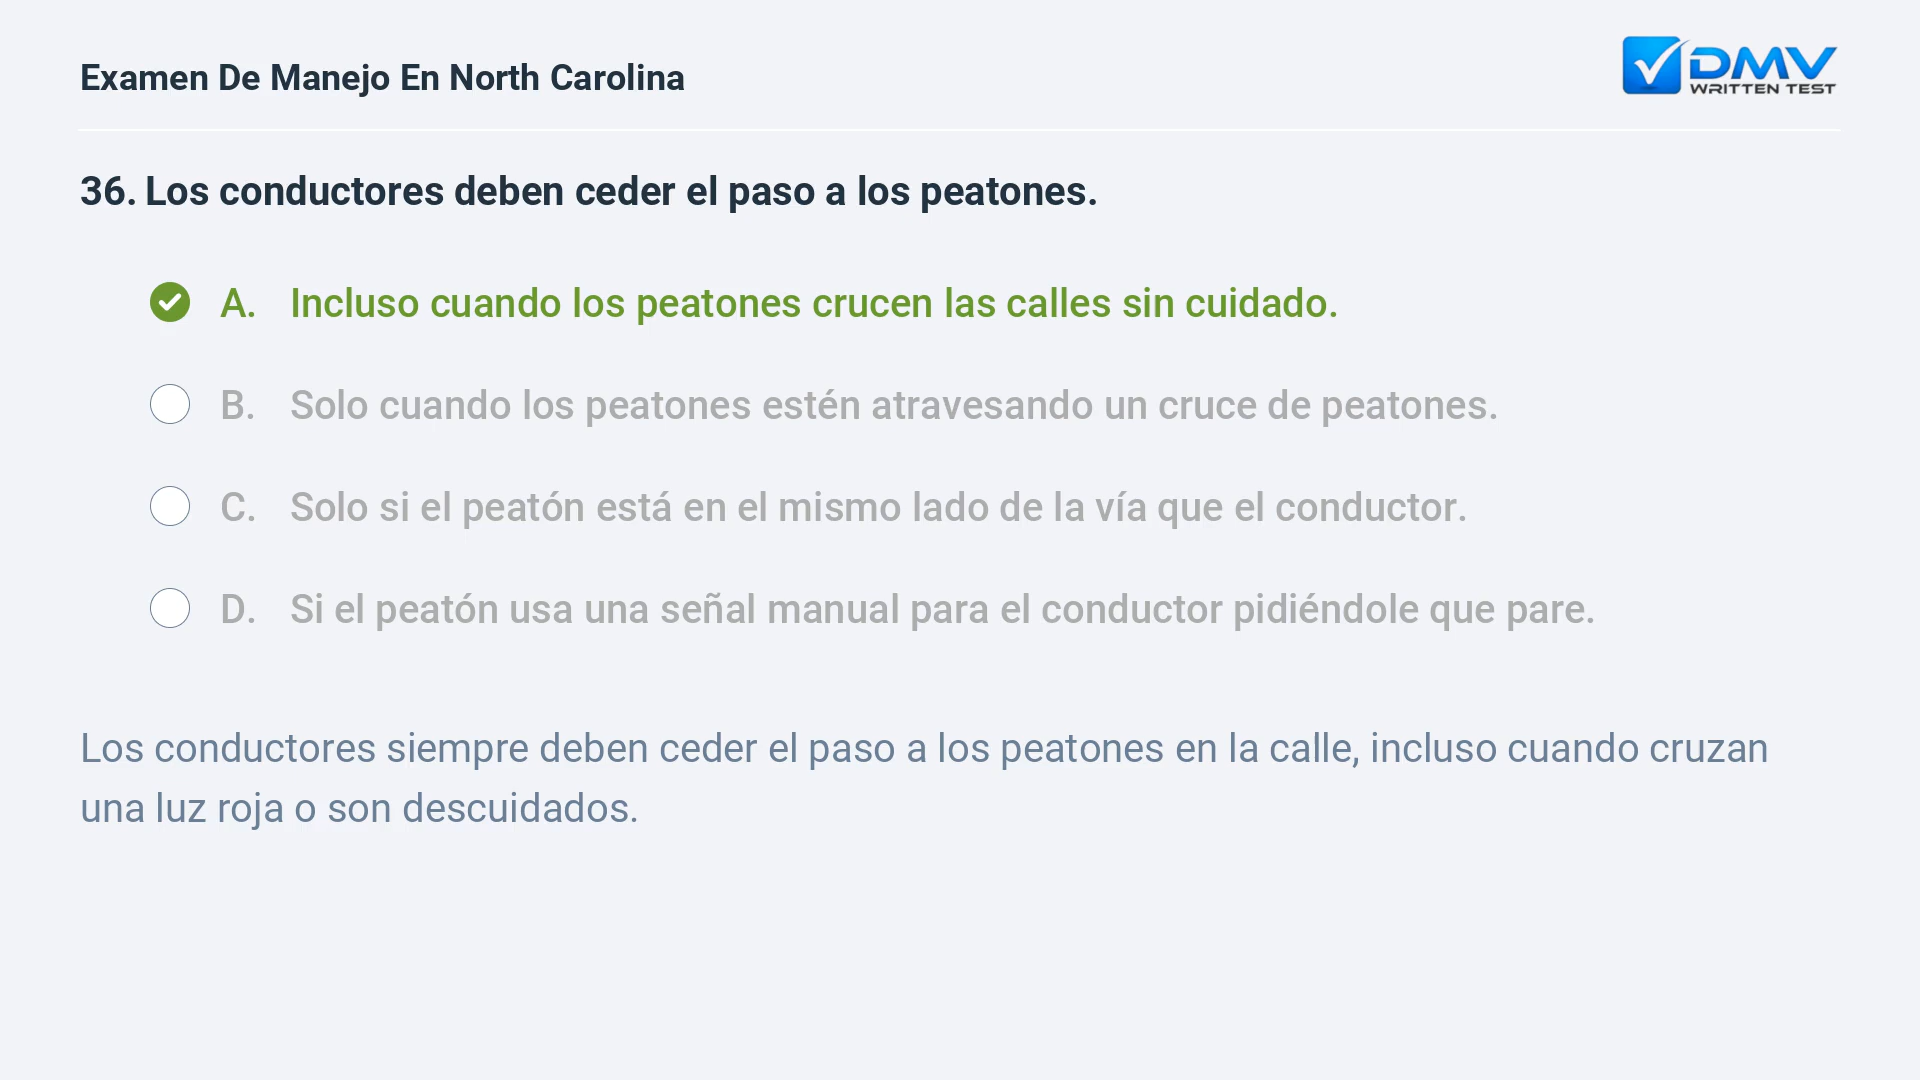 Examen De Manejo En North Carolina
DMV
WRITTEN TEST
36. Los conductores deben ceder el paso a los peatones.
A. Incluso cuando los peatones crucen las calles sin cuidado.
B. Solo cuando los peatones estén atravesando un cruce de peatones.
C. Solo si el peatón está en el mismo lado de la vía que el conductor.
D. Si el peatón usa una señal manual para el conductor pidiéndole que pare.
Los conductores siempre deben ceder el paso a los peatones en la calle, incluso cuando cruzan
una luz roja o son descuidados.